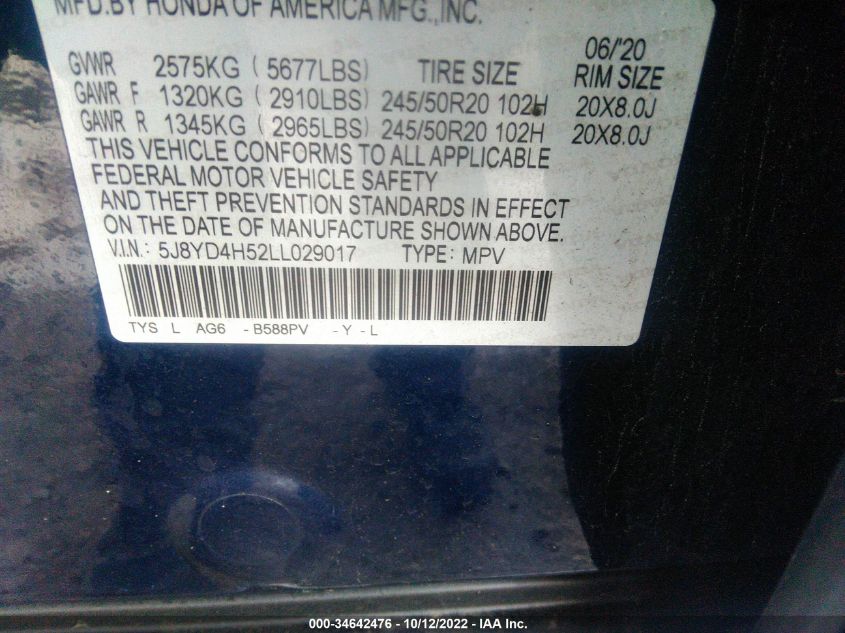 MFD.BY HONDA OF AMERICA MFG.,INC.
06/'20
GVWR 2575KG ( 5677LBS) TIRE SIZE RIM SIZE
GAWR F 1320KG ( 2910LBS) 245/50R20 102H 20X8.0J
GAWR R 1345KG ( 2965LBS) 245/50R20 102H 20X8.0J
THIS VEHICLE CONFORMS TO ALL APPLICABLE
FEDERAL MOTOR VEHICLE SAFETY
AND THEFT PREVENTION STANDARDS IN EFFECT
ON THE DATE OF MANUFACTURE SHOWN ABOVE.
V.I.N.: 5J8YD4H52LL029017 TYPE: MPV
TYS L AG6 - B588PV - Y - L
000-34642476 - 10/12/2022 - IAA Inc.